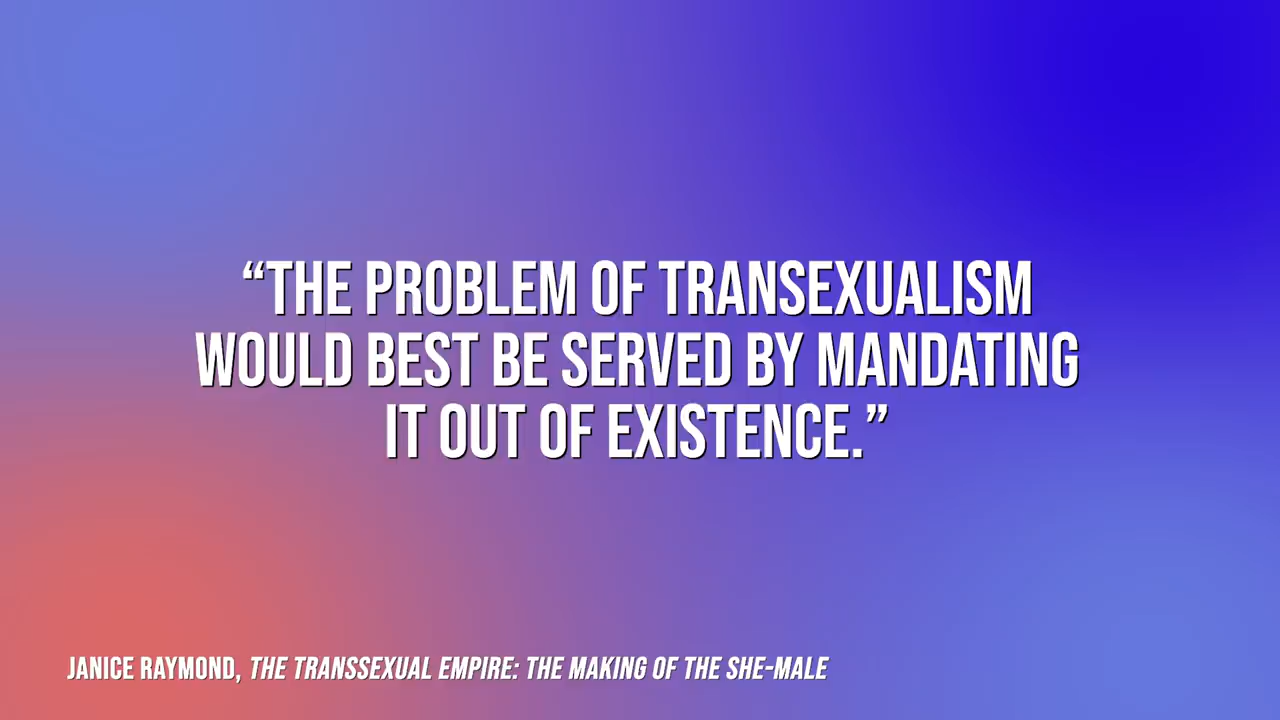 “THE PROBLEM OF TRANSEXUALISM
WOULD BEST BE SERVED BY MANDATING
IT OUT OF EXISTENCE.”
JANICE RAYMOND, THE TRANSSEXUAL EMPIRE: THE MAKING OF THE SHE-MALE